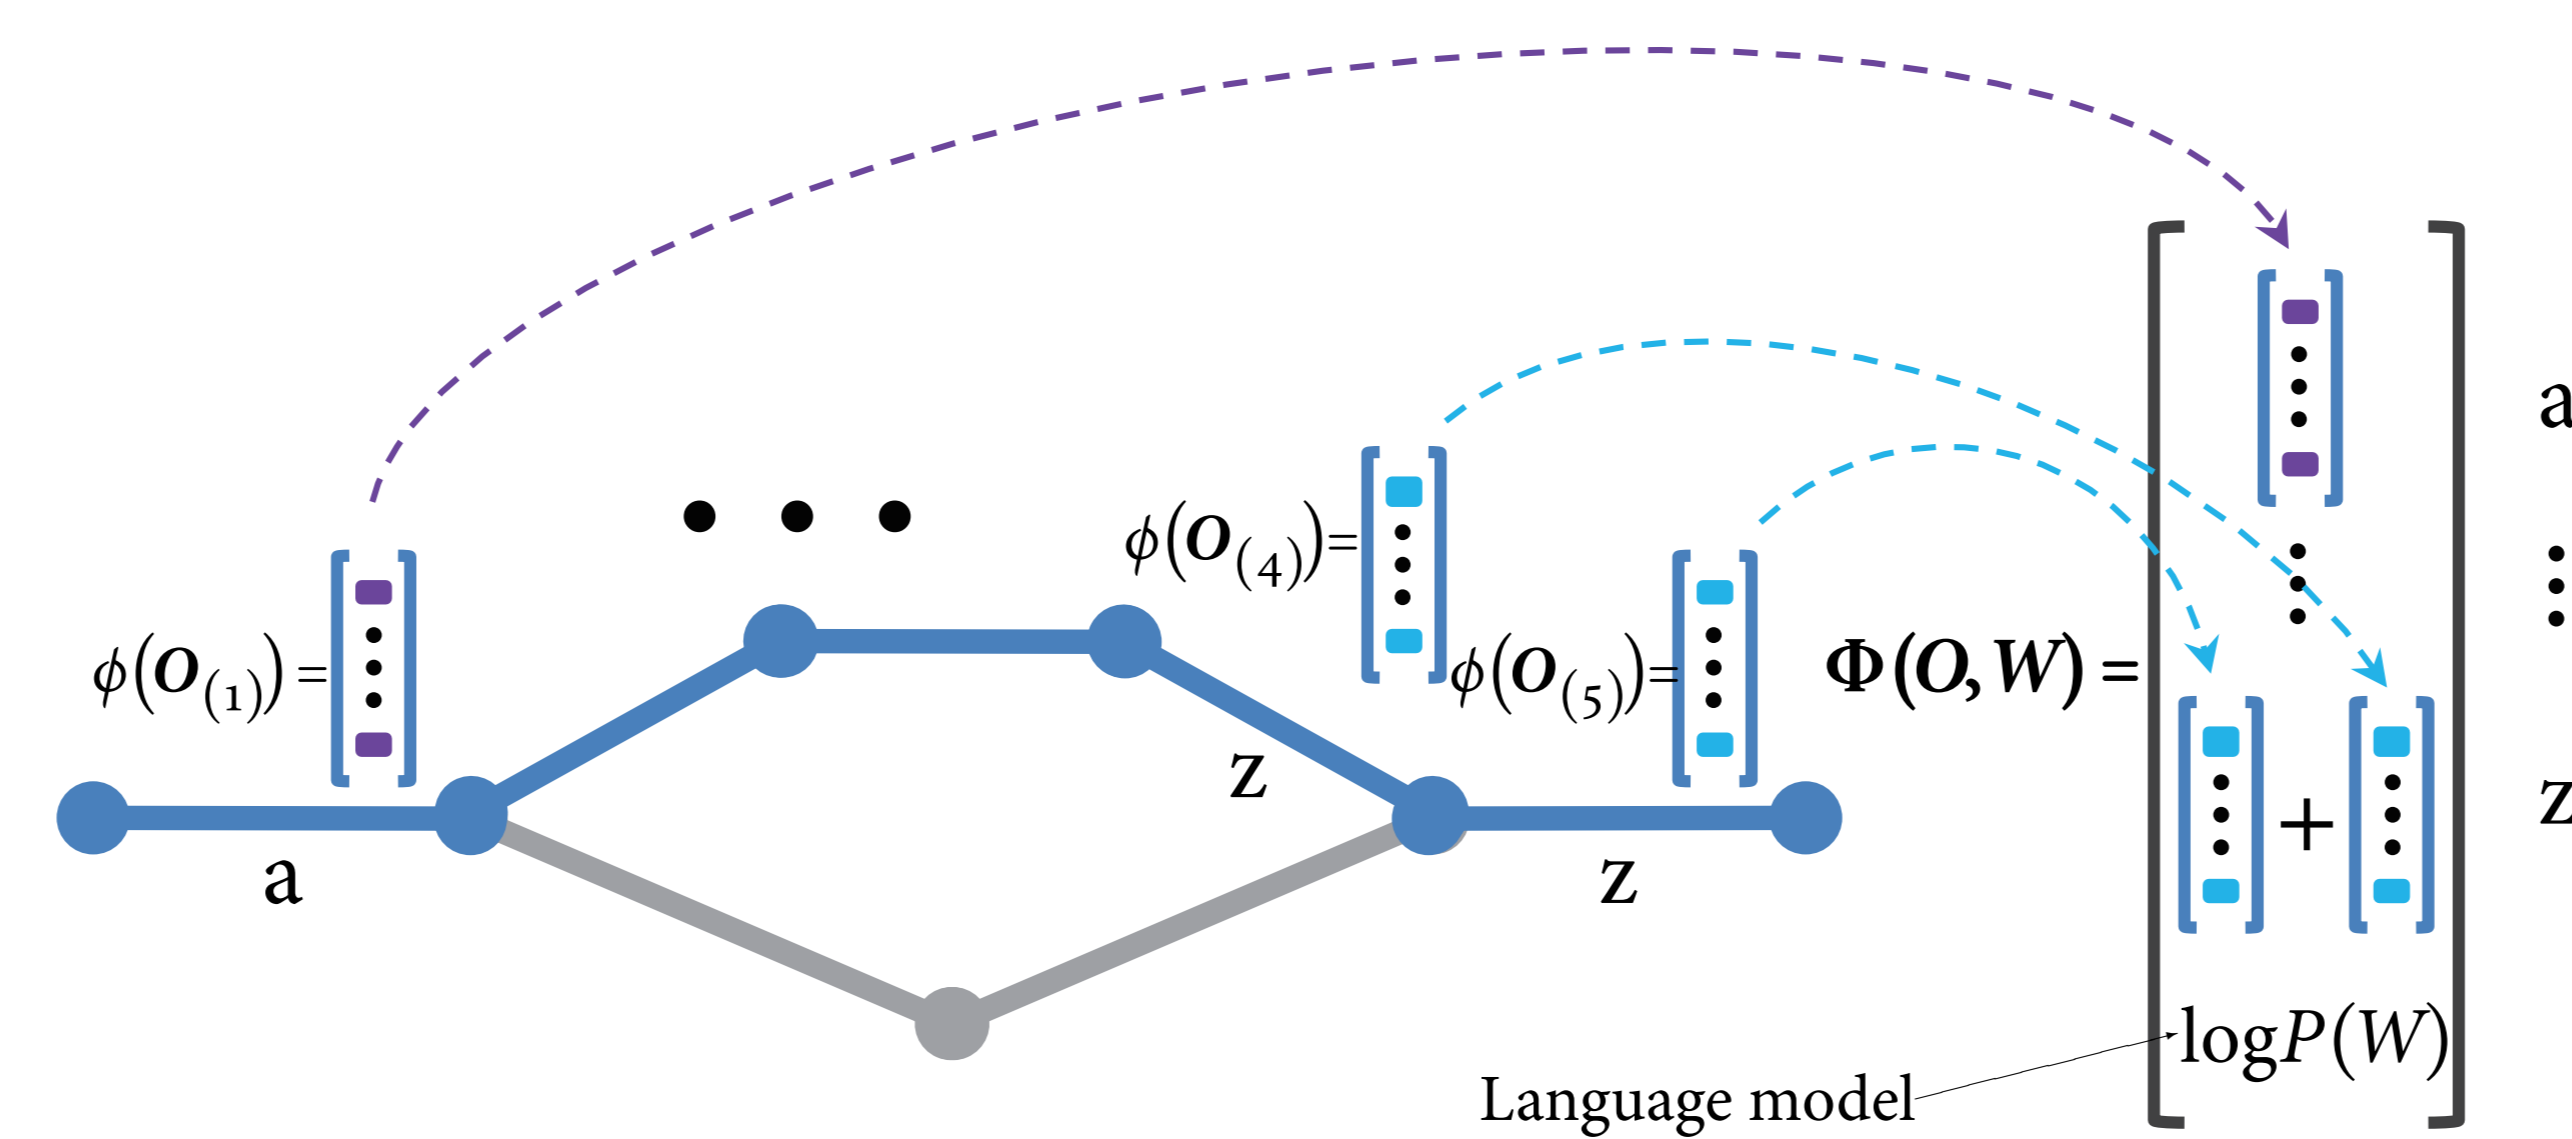 ϕ(O(1)) =
a
• • •
ϕ(O(4))=
z
ϕ(O(5))=
z
Φ(O, W) =
+
logP(W)
Language model
a
z